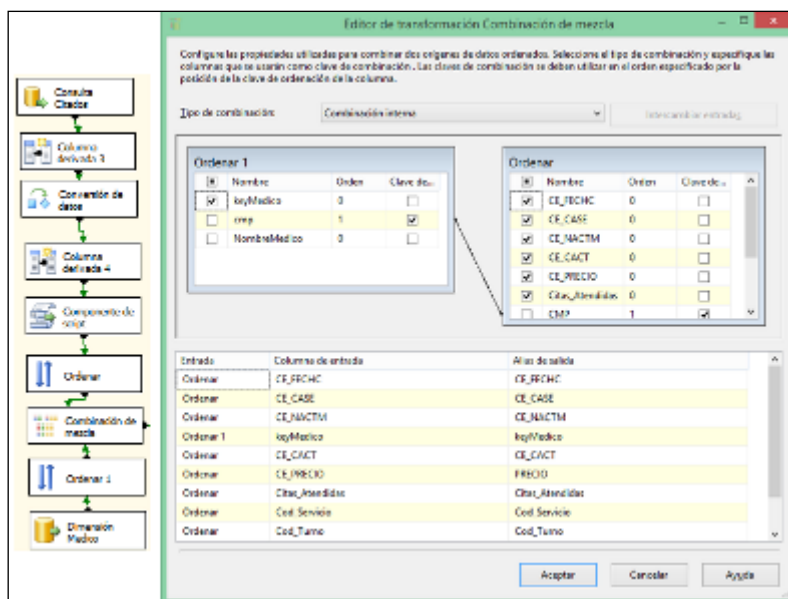 Editor de transformación Combinación de mezcla
Configure las propiedades utilizadas para combinar dos orígenes de datos ordenados. Seleccione el tipo de combinación y especifique las
columnas que se usarán como clave de combinación. Las claves de combinación se deben utilizar en el orden especificado por la
posición de la clave de ordenación de la columna.
Tipo de combinación: Combinación interna Intercambiar entradas
Consulta
Citados
Columna
derivada 3
Conversión de
datos
Columna
derivada 4
Componente de
script
Ordenar
Combinación de
mezcla
Ordenar 1
Dimensión
Medico
Ordenar 1
Nombre Orden Clave de...
keyMedico 0
cmp 1
NombreMedico 0
Ordenar
Nombre Orden Clave de...
CE_FECHC 0
CE_CASE 0
CE_NACTM 0
CE_CACT 0
CE_PRECIO 0
Citas_Atendidas 0
CMP 1
Entrada Columna de entrada Alias de salida
Ordenar CE_FECHC CE_FECHC
Ordenar CE_CASE CE_CASE
Ordenar CE_NACTM CE_NACTM
Ordenar 1 keyMedico keyMedico
Ordenar CE_CACT CE_CACT
Ordenar CE_PRECIO PRECIO
Ordenar Citas_Atendidas Citas_Atendidas
Ordenar Cod_Servicio Cod_Servicio
Ordenar Cod_Turno Cod_Turno
Aceptar Cancelar Ayuda